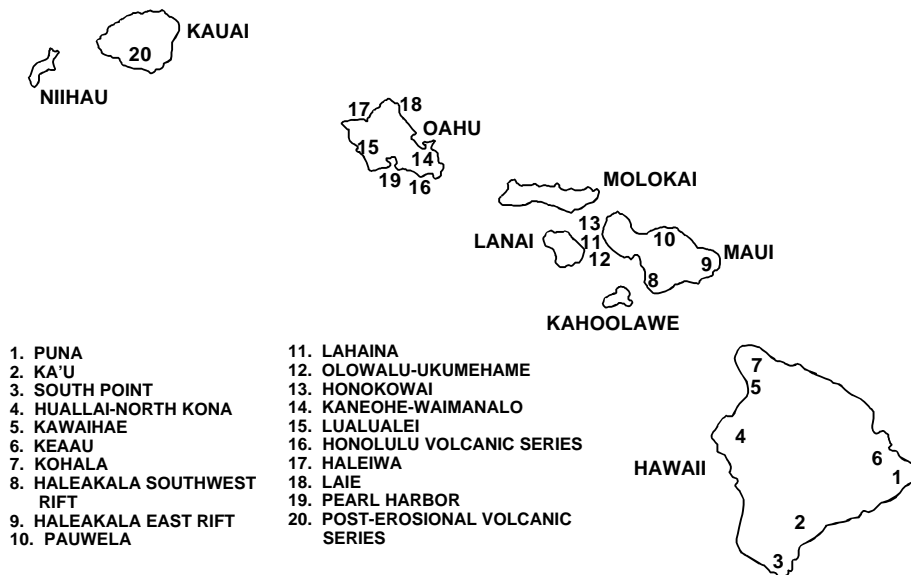 KAUAI
20
NIIHAU
17 18
OAHU
15
14
19
16
MOLOKAI
13
LANAI
11
10
MAUI
12
9
8
KAHOOLAWE
1. PUNA
2. KA'U
3. SOUTH POINT
4. HUALLAI-NORTH KONA
5. KAWAIHAE
6. KEAAU
7. KOHALA
8. HALEAKALA SOUTHWEST
RIFT
9. HALEAKALA EAST RIFT
10. PAUWELA
11. LAHAINA
12. OLOWALU-UKUMEHAME
13. HONOKOWAI
14. KANEOHE-WAIMANALO
15. LUALUALEI
16. HONOLULU VOLCANIC SERIES
17. HALEIWA
18. LAIE
19. PEARL HARBOR
20. POST-EROSIONAL VOLCANIC
SERIES
7
5
4
HAWAII
6
1
2
3